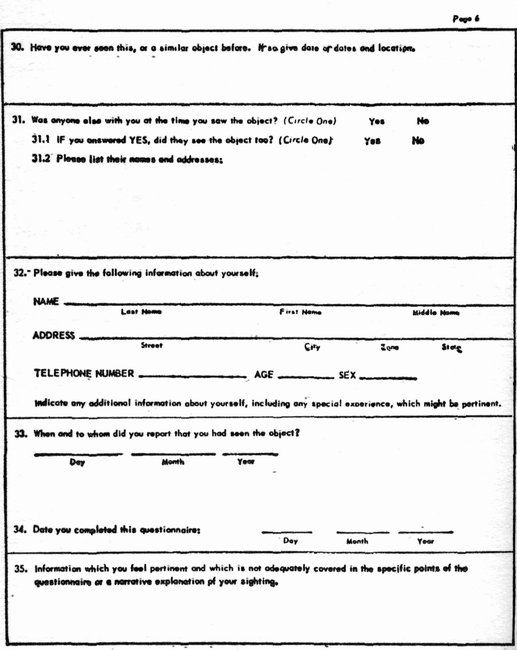 Page 6
30. Have you ever seen this, or a similar object before. If so give date or dates and location.
31. Was anyone else with you at the time you saw the object? (Circle One) Yes No
31.1 IF you answered YES, did they see the object too? (Circle One) Yes No
31.2 Please list their names and addresses:
32. Please give the following information about yourself:
NAME
Last Name First Name Middle Name
ADDRESS
Street City Zone State
TELEPHONE NUMBER AGE SEX
Indicate any additional information about yourself, including any special experience, which might be pertinent.
33. When and to whom did you report that you had seen the object?
Day Month Year
34. Date you completed this questionnaire:
Day Month Year
35. Information which you feel pertinent and which is not adequately covered in the specific points of the
questionnaire or a narrative explanation of your sighting.